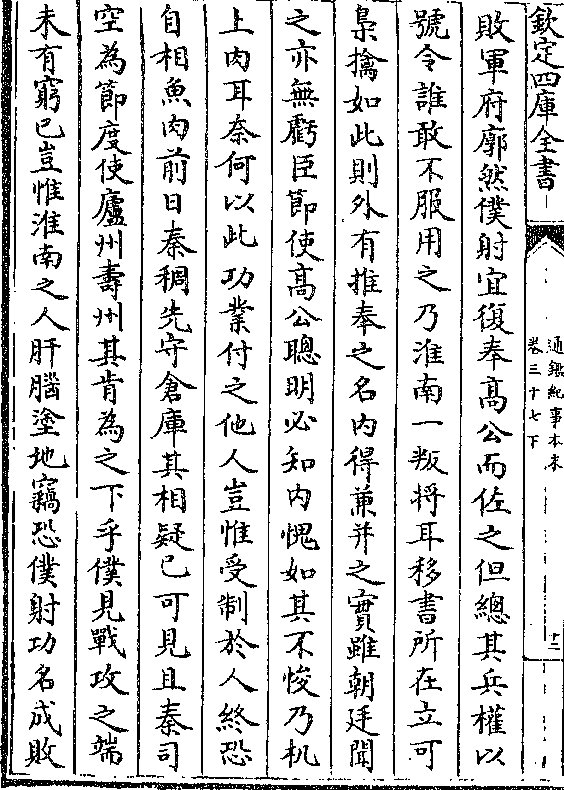 欽定四庫全書
通鑑紀事本末
卷三十七下
十二
敗軍府廓然僕射宜復奉髙公而佐之但總其兵權以
號令誰敢不服用之乃淮南一叛將耳移書所在立可
梟擒如此則外有推奉之名内得兼并之實雖朝廷聞
之亦無虧臣節使髙公聰明必知内愧如其不悛乃机
上肉耳奈何以此功業付之他人豈惟受制於人終恐
自相魚肉前日秦稠先守倉庫其相疑已可見且秦司
空為節度使廬州壽州其肯為之下乎僕見戰攻之端
未有窮已豈惟淮南之人肝腦塗地竊恐僕射功名成敗